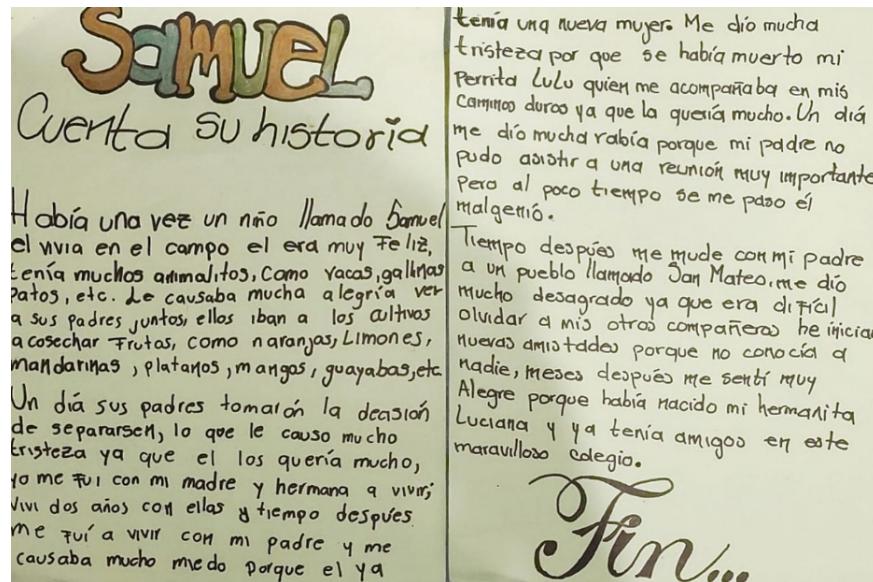 Samuel
Cuenta su historia
Había una vez un niño llamado Samuel
el vivia en el campo el era muy Feliz,
tenía muchos animalitos, como vacas, gallinas
patos, etc. Le causaba mucha alegría ver
a sus padres juntos, ellos iban a los cultivos
a cosechar Frutas, como naranjas, Limones,
mandarinas, platanos, mangos, guayabas, etc
Un diá sus padres tomarón la deasión
de separarsen, lo que le causo mucho
tristeza ya que el los quería mucho,
yo me fui con mi madre y hermana a vivir,
vivi dos años con ellas y tiempo despúes
me fuí a vivir con mi padre y me
causaba mucho miedo porque el ya
tenía una nueva mujer. Me dío mucha
tristeza por que se había muerto mi
Perrita Lulu quien me acompañaba en mis
Caminos duros ya que la quería mucho. Un diá
me dío mucha rabía porque mi padre no
pudo asistir a una reunión muy importante
Pero al poco tiempo se me paso él
malgenió.
Tiempo despúes me mude con mi padre
a un pueblo llamado San Mateo, me dío
mucho desagrado ya que era difícil
olvidar a mis otros compañeros he iniciar
nuevas amistades porque no conocía a
nadie, meses despúes me sentí muy
Alegre porque había nacido mi hermanita
Luciana y ya tenía amigos en este
maravilloso colegio.
Fin...